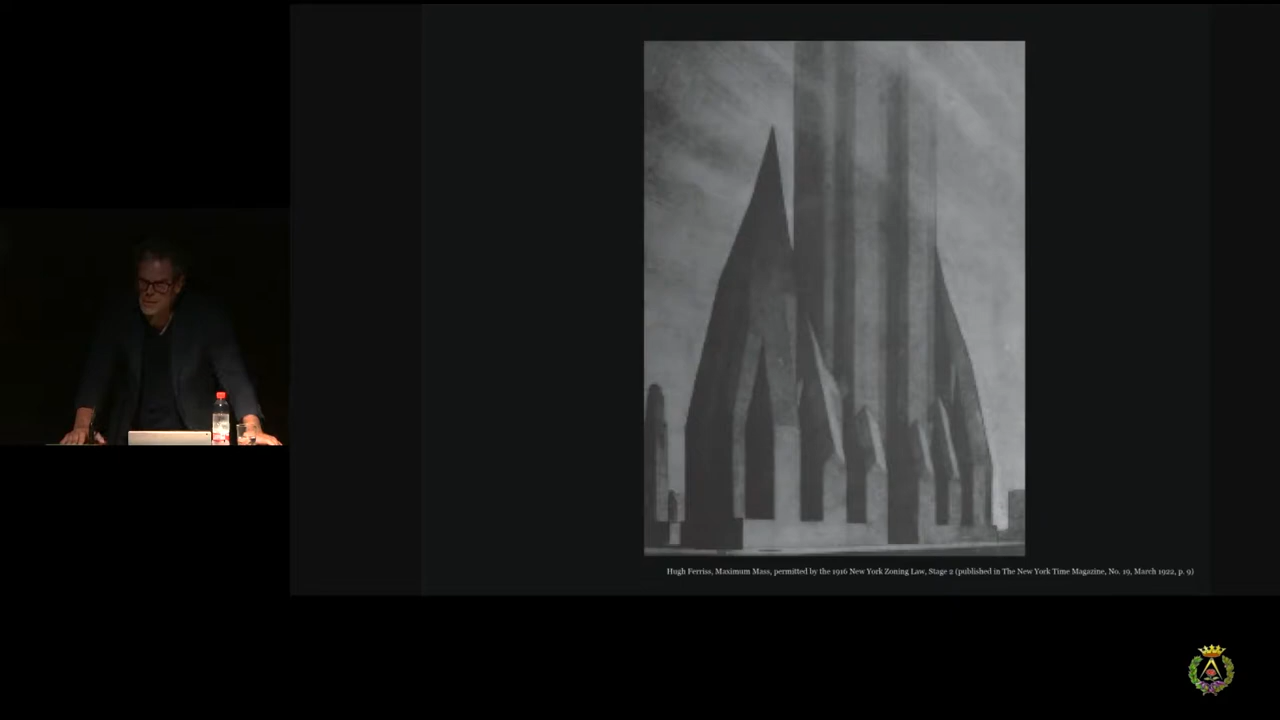 Hugh Ferriss, Maximum Mass, permitted by the 1916 New York Zoning Law, Stage 2 (published in The New York Time Magazine, No. 19, March 1922, p. 9)